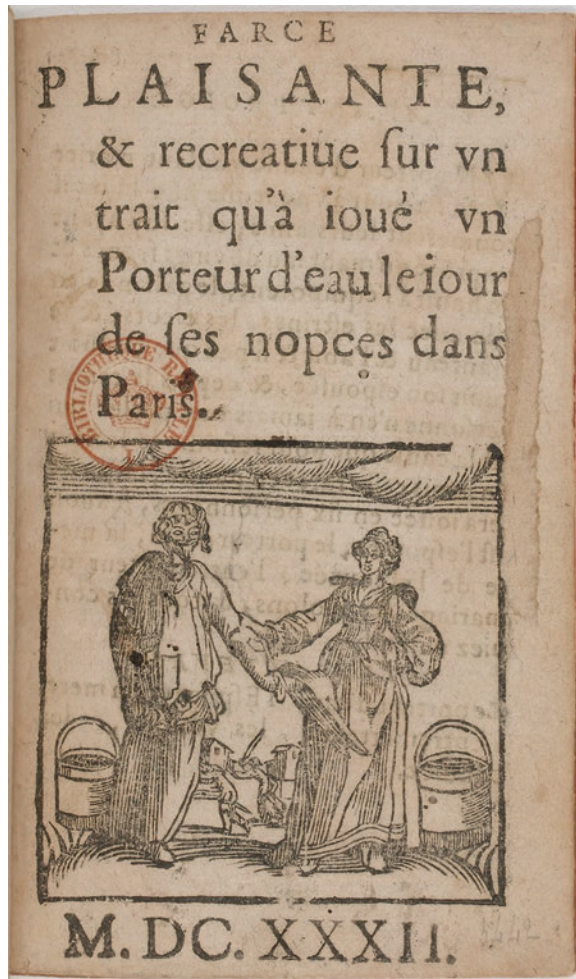 FARCE
PLAISANTE,
& recreatiue ſur vn
trait qu'à ioué vn
Porteur d'eau le iour
de ſes nopces dans
Paris.
M. DC. XXXII.